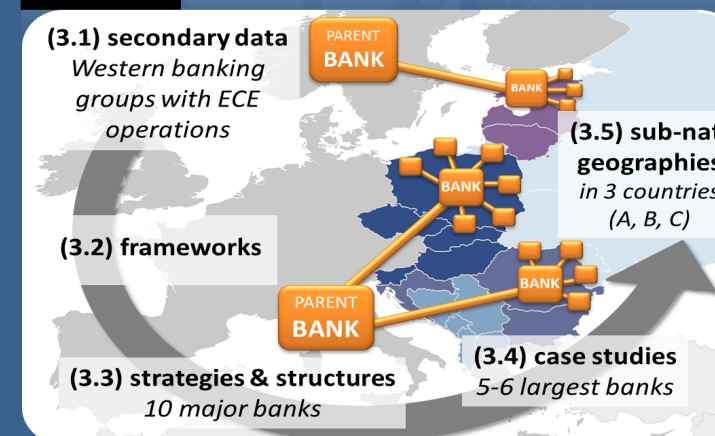 (3.1) secondary data
Western banking
groups with ECE
operations
PARENT
BANK
BANK
(3.5) sub-nat
geographies
in 3 countries
(A, B, C)
BANK
(3.2) frameworks
BANK
PARENT
BANK
(3.4) case studies
5-6 largest banks
(3.3) strategies & structures
10 major banks